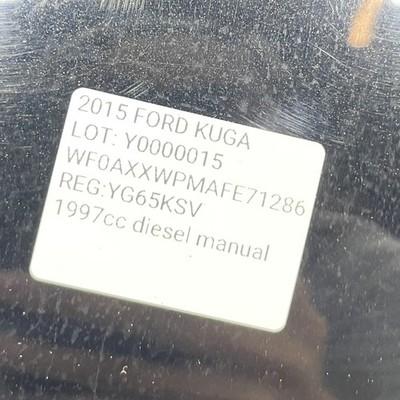 2015 FORD KUGA
LOT: Y0000015
WF0AXXWPMAFE71286
REG:YG65KSV
1997cc diesel manual